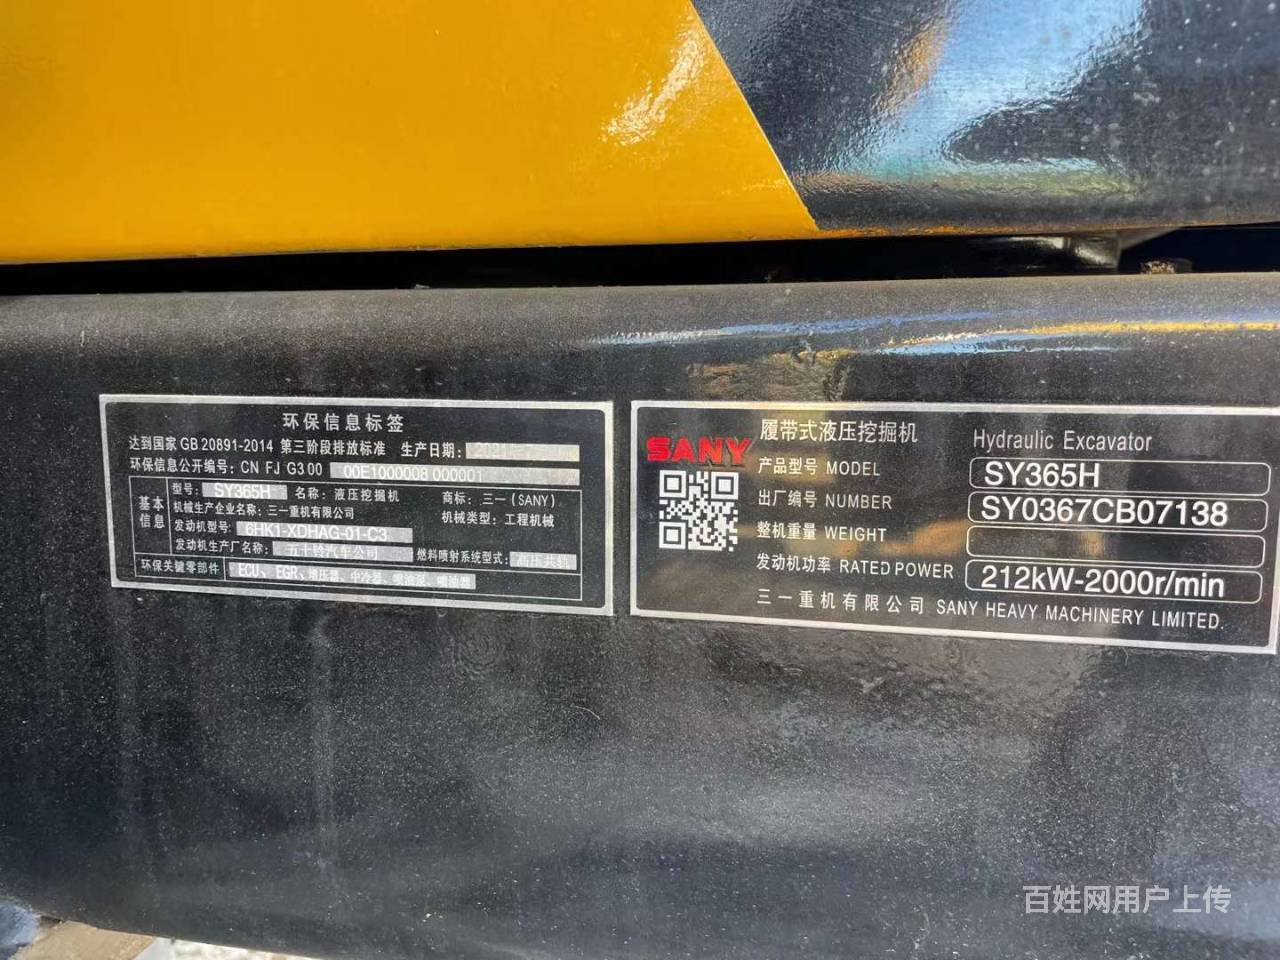 环保信息标签
达到国家 GB 20891-2014 第三阶段排放标准 生产日期: 2021年
环保信息公开编号: CN FJ G3 00 00E1000008 000001
基本信息
型号: SY365H 名称: 液压挖掘机 商标: 三一 (SANY)
机械生产企业名称: 三一重机有限公司 机械类型: 工程机械
发动机型号: 6HK1-XDHAG-01-C3
发动机生产厂名称: 五十铃汽车公司 燃料喷射系统型式: 高压共轨
环保关键零部件 ECU、EGR、增压器、中冷器、喷油泵、喷油器
SANY 履带式液压挖掘机 Hydraulic Excavator
产品型号 MODEL SY365H
出厂编号 NUMBER SY0367CB07138
整机重量 WEIGHT
发动机功率 RATED POWER 212kW-2000r/min
三一重机有限公司 SANY HEAVY MACHINERY LIMITED.
百姓网用户上传